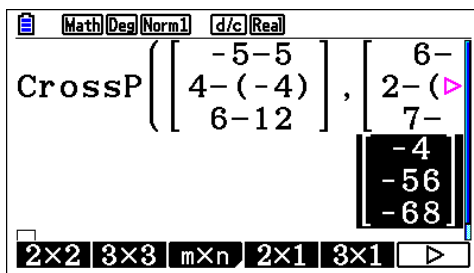 Math Deg Norm1 d/c Real
-5-5 6-
CrossP([4-(-4)],[2-(
6-12 7-
-4
-56
-68
2×2 3×3 m×n 2×1 3×1